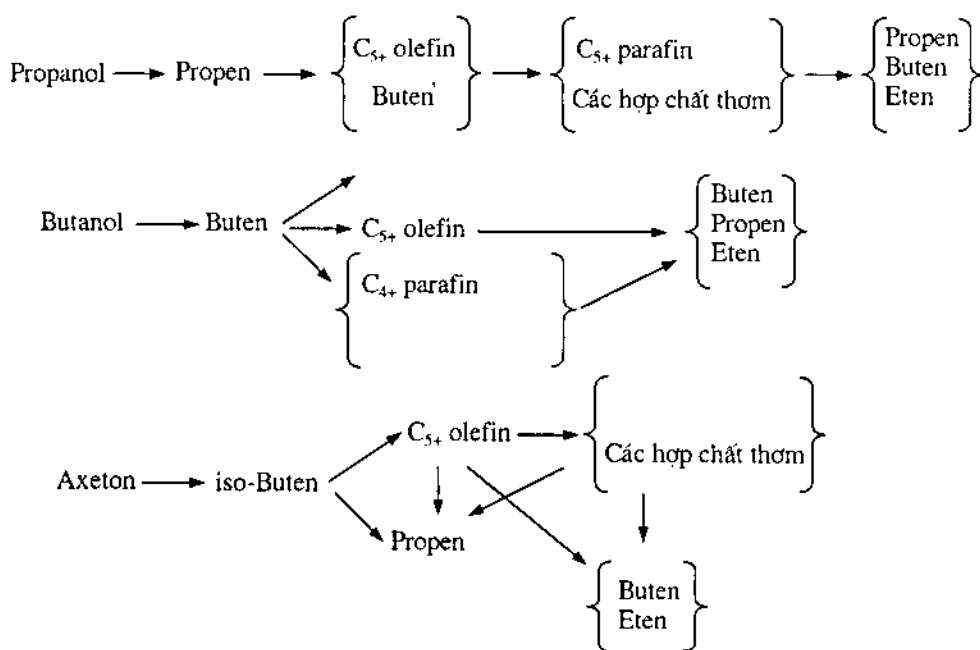 Propanol → Propen → C₅₊ olefin → C₅₊ parafin → Propen
Buten Các hợp chất thơm Buten
Eten
Butanol → Buten → C₅₊ olefin → Buten
C₄₊ parafin Propen
Eten
C₅₊ olefin → Các hợp chất thơm
Axeton → iso-Buten
Propen
Buten
Eten